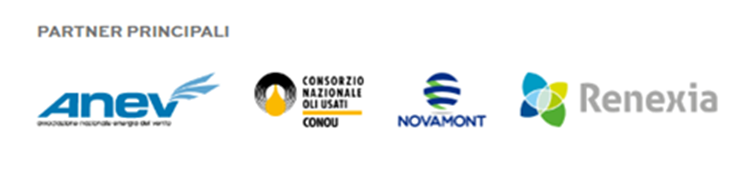 PARTNER PRINCIPALI
Anev
associazione nazionale energia del vento
CONSORZIO
NAZIONALE
OLI USATI
CONOU
NOVAMONT
Renexia